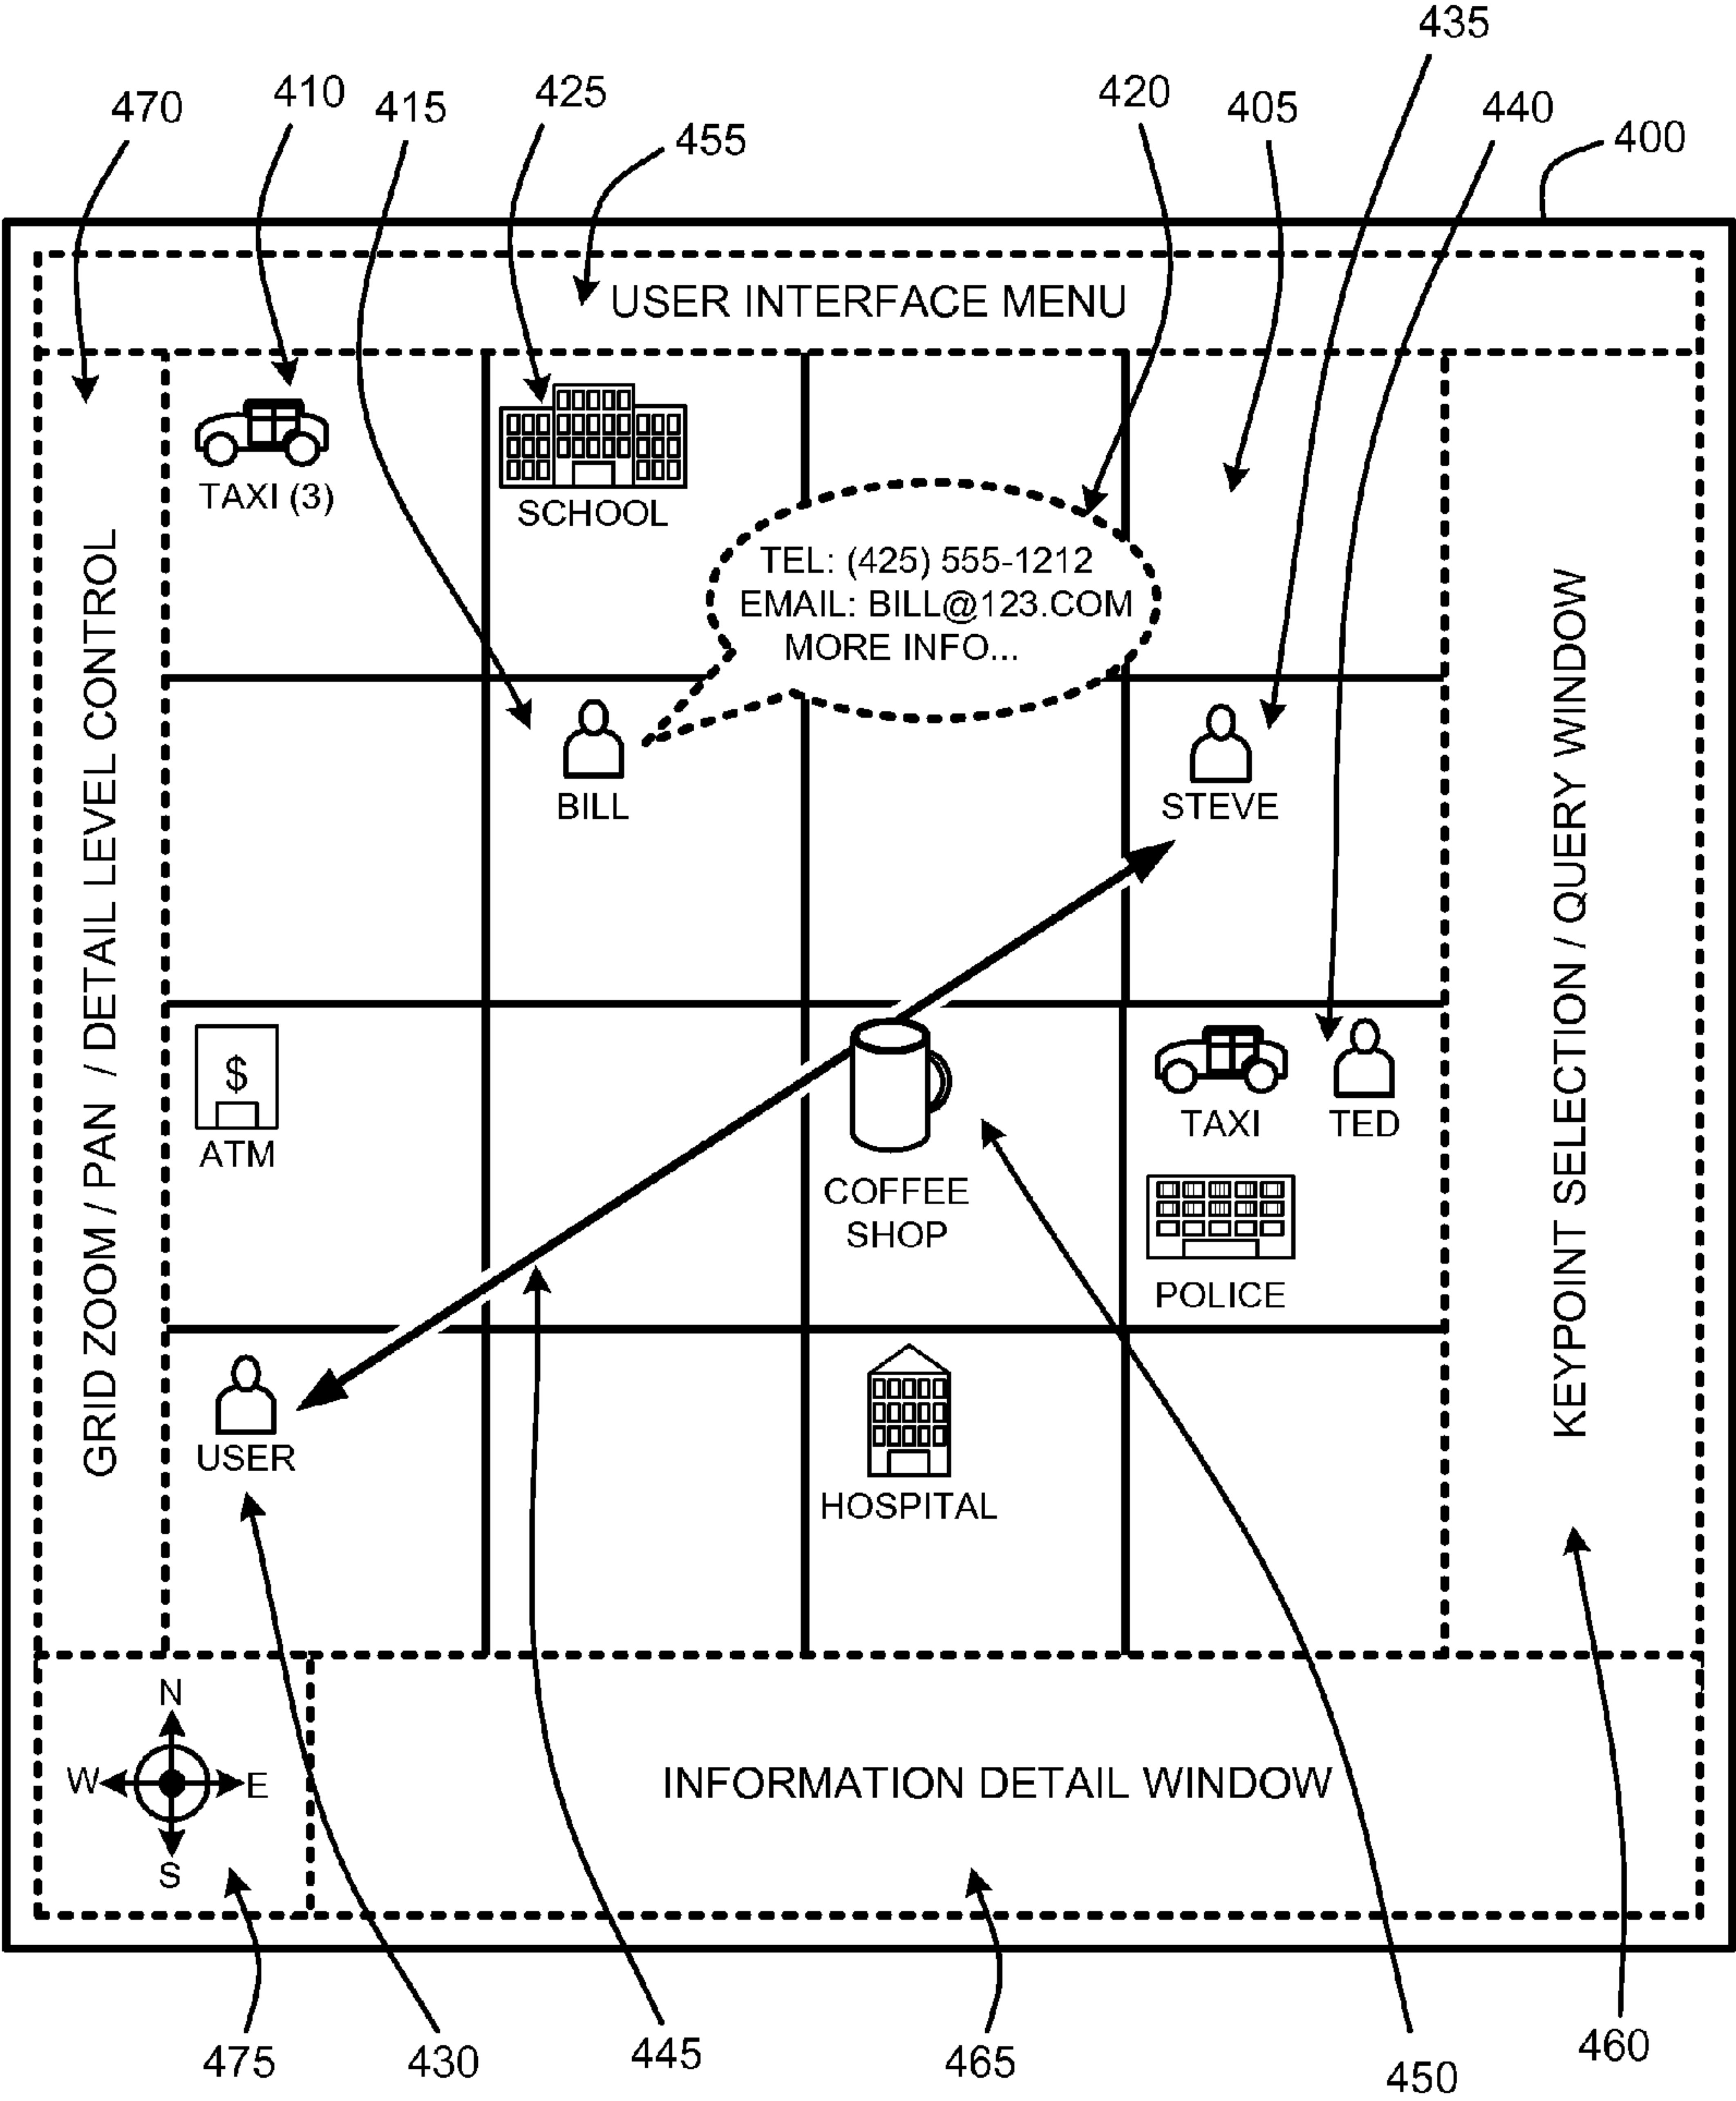 435
470
410
415
425
420
405
440
455
400
USER INTERFACE MENU
TAXI (3)
SCHOOL
TEL: (425) 555-1212
EMAIL: BILL@123.COM
MORE INFO...
GRID ZOOM / PAN / DETAIL LEVEL CONTROL
KEYPOINT SELECTION / QUERY WINDOW
BILL
STEVE
$
ATM
TAXI
TED
COFFEE
SHOP
POLICE
USER
HOSPITAL
N
W
E
S
INFORMATION DETAIL WINDOW
475
430
445
465
450
460